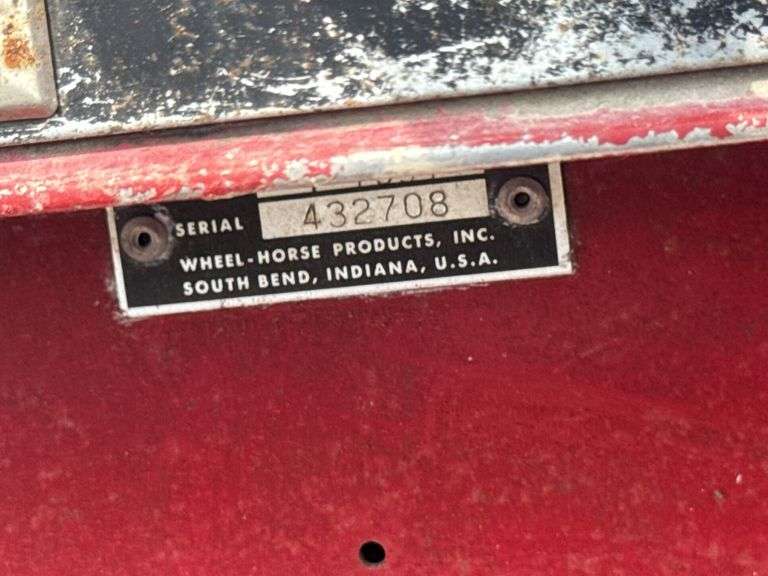 SERIAL 432708
WHEEL-HORSE PRODUCTS, INC.
SOUTH BEND, INDIANA, U.S.A.